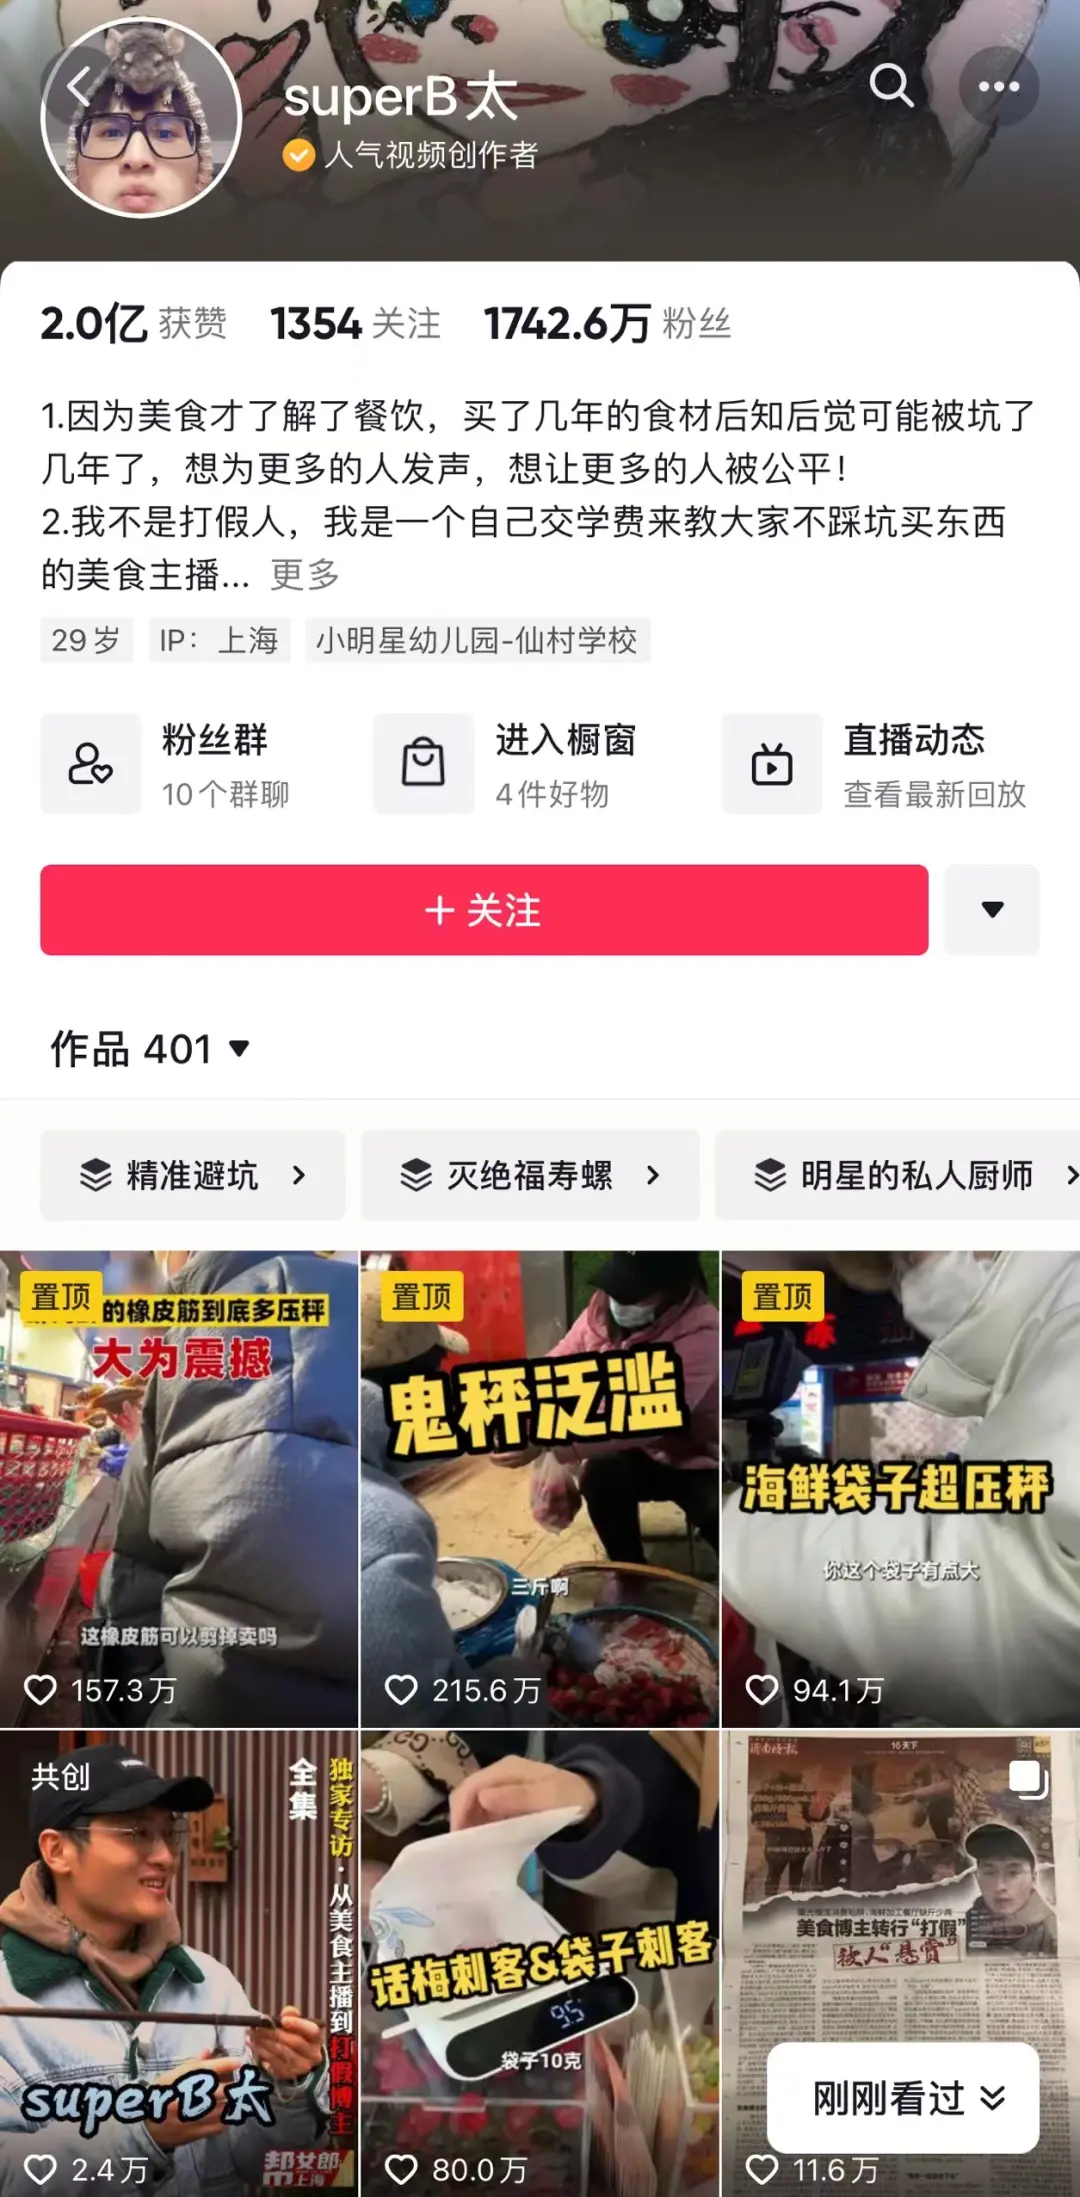 superB太
人气视频创作者
2.0亿 获赞 1354 关注 1742.6万 粉丝
1.因为美食才了解了餐饮，买了几年的食材后知后觉可能被坑了
几年了，想为更多的人发声，想让更多的人被公平！
2.我不是打假人，我是一个自己交学费来教大家不踩坑买东西
的美食主播... 更多
29岁 IP：上海 小明星幼儿园-仙村学校
粉丝群 进入橱窗 直播动态
10个群聊 4件好物 查看最新回放
+ 关注
作品 401
精准避坑 灭绝福寿螺 明星的私人厨师
置顶
的橡皮筋到底多压秤
大为震撼
这橡皮筋可以剪掉卖吗
157.3万
置顶
鬼秤泛滥
三斤啊
215.6万
置顶
海鲜袋子超压秤
你这个袋子有点大
94.1万
共创
全集
独家专访·从美食主播到打假博主
superB太
帮女郎
上海
2.4万
话梅刺客&袋子刺客
95
袋子10克
80.0万
16 天下
美食博主转行“打假”
被人“悬赏”
刚刚看过
11.6万